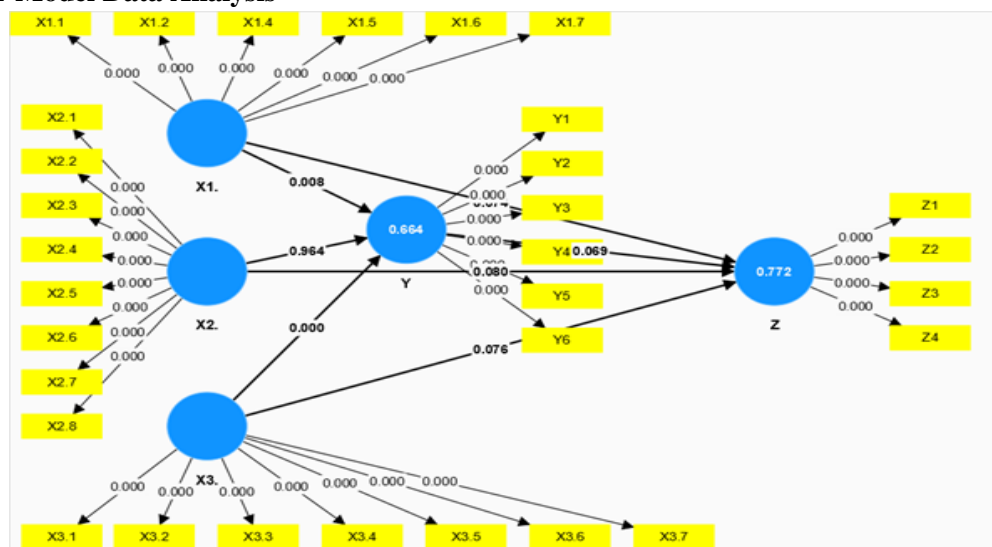 Model Data Analysis
X1.1 X1.2 X1.4 X1.5 X1.6 X1.7
0.000 0.000 0.000 0.000 0.000 0.000
X1.
X2.1
X2.2
X2.3
X2.4
X2.5
X2.6
X2.7
X2.8
0.000
0.000
0.000
0.000
0.000
0.000
0.000
0.000
X2.
0.008
0.964
0.000
0.664
Y
Y1
Y2
Y3
Y4
Y5
Y6
0.000
0.000
0.000
0.000
0.000
0.069
0.080
0.076
0.772
Z
0.000
0.000
0.000
0.000
Z1
Z2
Z3
Z4
X3.
0.000 0.000 0.000 0.000 0.000 0.000 0.000
X3.1 X3.2 X3.3 X3.4 X3.5 X3.6 X3.7